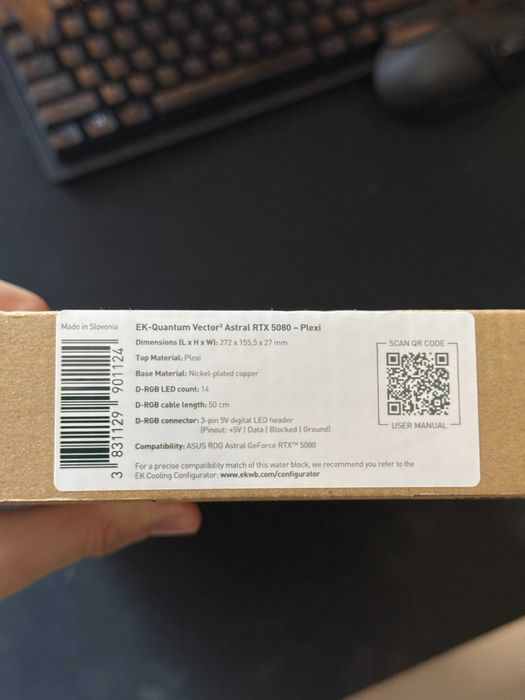 Made in Slovenia
3 831129 901124
EK-Quantum Vector³ Astral RTX 5080 – Plexi
Dimensions (L x H x W): 272 x 155,5 x 27 mm
Top Material: Plexi
Base Material: Nickel-plated copper
D-RGB LED count: 14
D-RGB cable length: 50 cm
D-RGB connector: 3-pin 5V digital LED header
(Pinout: +5V | Data | Blocked | Ground)
Compatibility: ASUS ROG Astral GeForce RTX™ 5080
For a precise compatibility match of this water block, we recommend you refer to the
EK Cooling Configurator: www.ekwb.com/configurator
SCAN QR CODE
USER MANUAL